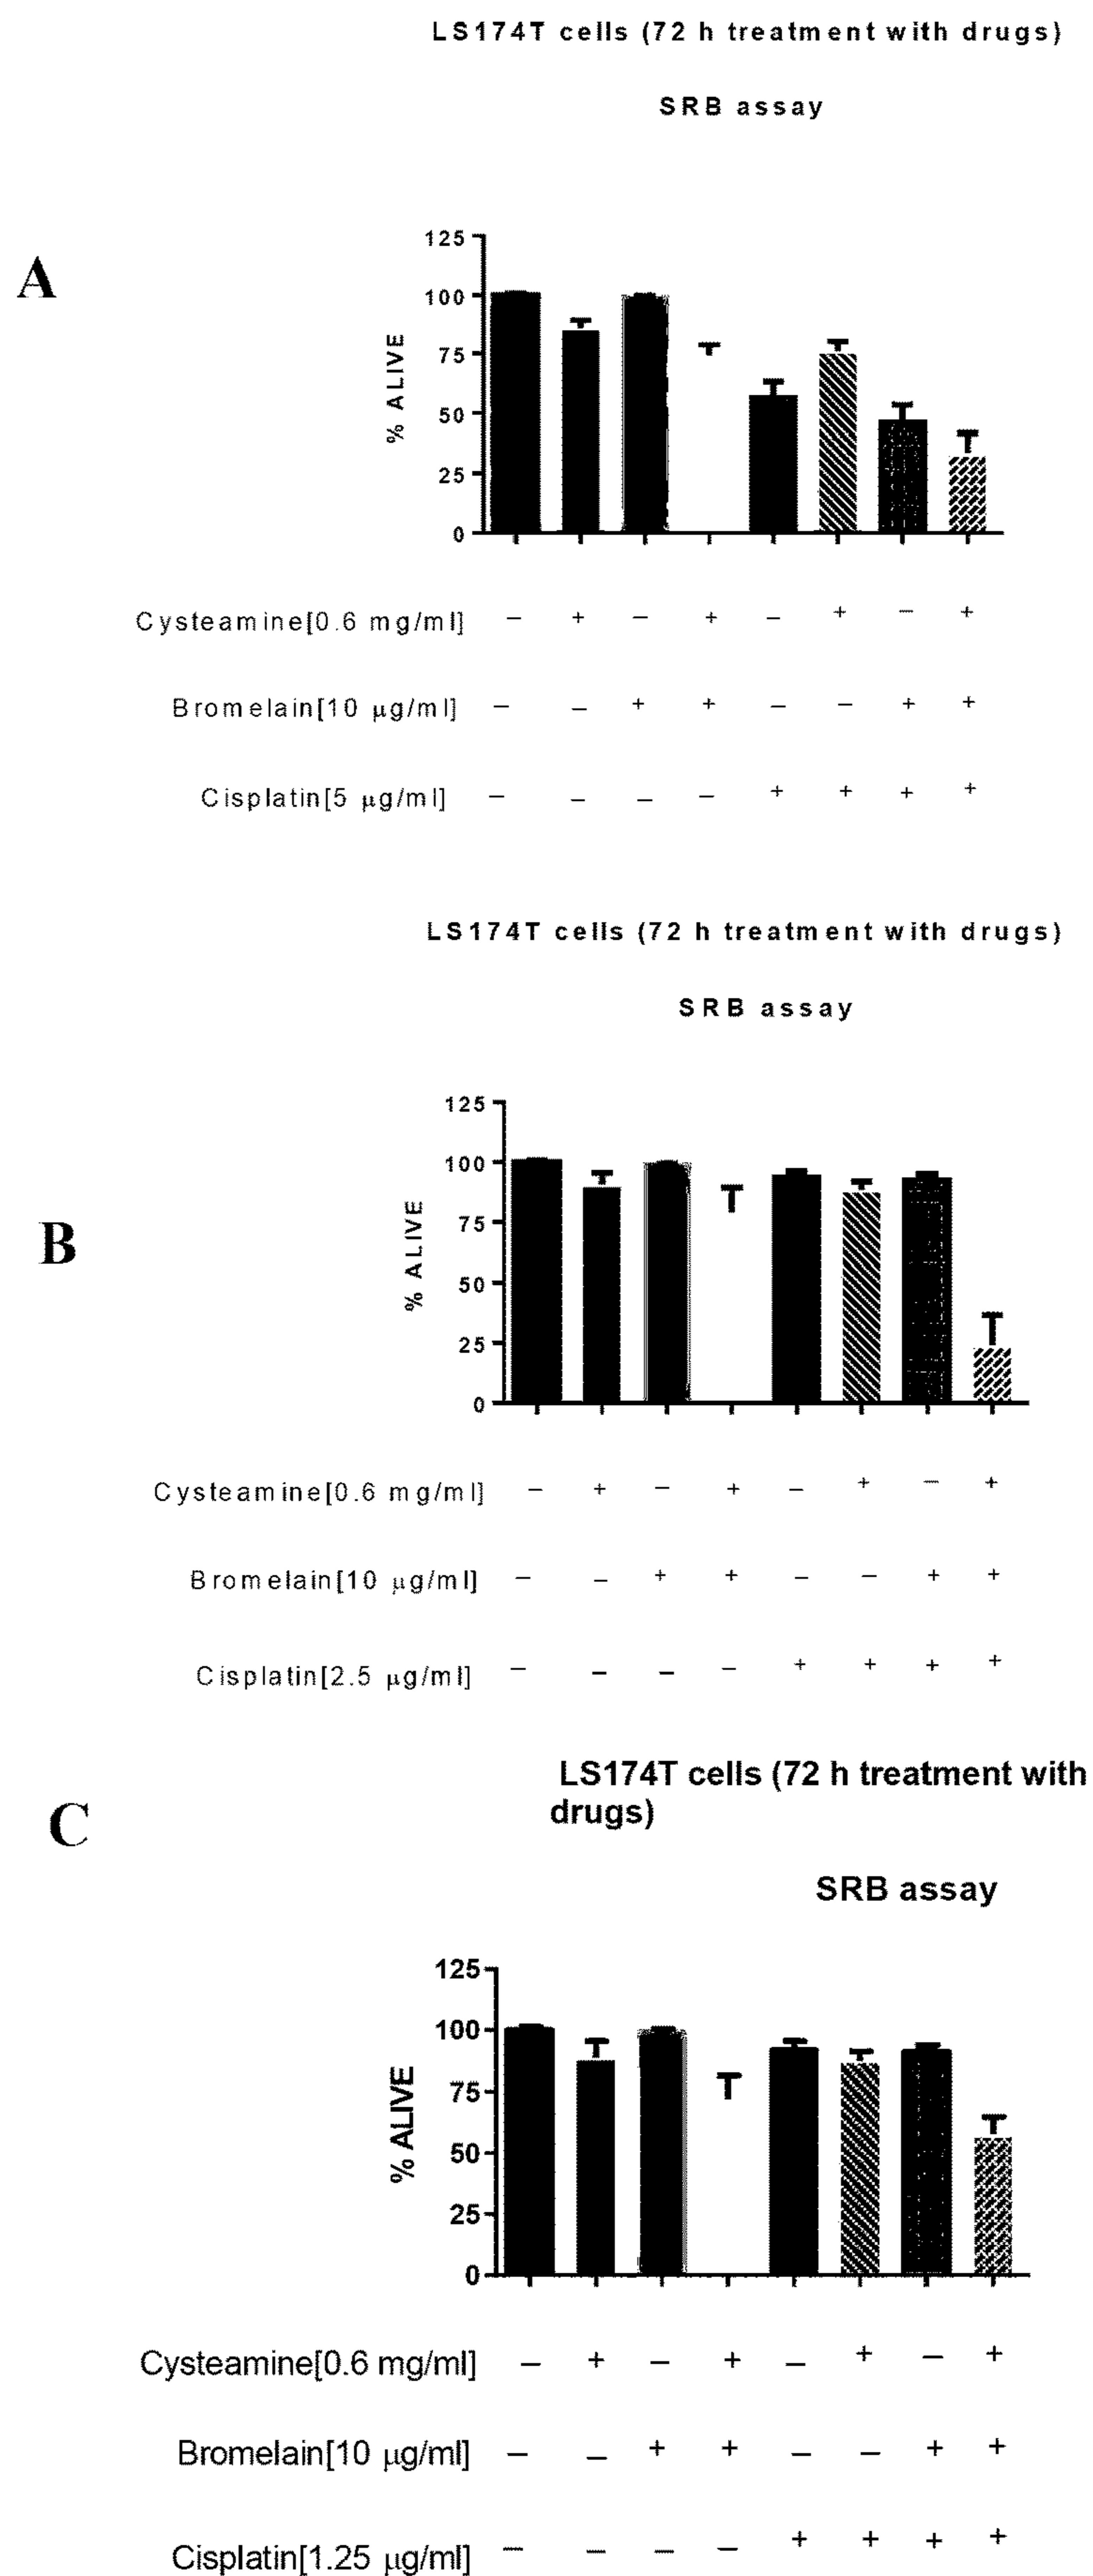 LS174T cells (72 h treatment with drugs)
SRB assay
A
125
100
75
50
25
0
% ALIVE
Cysteamine[0.6 mg/ml] – + – + – + – +
Bromelain[10 μg/ml] – – + + – – + +
Cisplatin[5 μg/ml] – – – – + + + +
LS174T cells (72 h treatment with drugs)
SRB assay
B
125
100
75
50
25
0
% ALIVE
Cysteamine[0.6 mg/ml] – + – + – + – +
Bromelain[10 μg/ml] – – + + – – + +
Cisplatin[2.5 μg/ml] – – – – + + + +
LS174T cells (72 h treatment with
drugs)
C
SRB assay
125
100
75
50
25
0
% ALIVE
Cysteamine[0.6 mg/ml] – + – + – + – +
Bromelain[10 μg/ml] – – + + – – + +
Cisplatin[1.25 μg/ml] – – – – + + + +